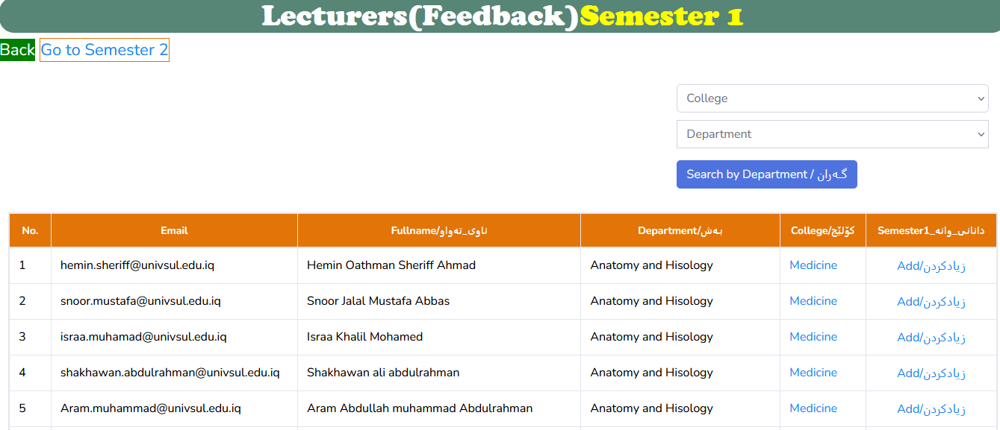 Lecturers(Feedback)Semester 1
Back Go to Semester 2
College
Department
Search by Department / گەڕان
No. Email Fullname/ناوی_تەواو Department/بەش College/کۆلێج Semester1_دانانی_وانە
1 hemin.sheriff@univsul.edu.iq Hemin Oathman Sheriff Ahmad Anatomy and Hisology Medicine Add/زیادکردن
2 snoor.mustafa@univsul.edu.iq Snoor Jalal Mustafa Abbas Anatomy and Hisology Medicine Add/زیادکردن
3 israa.muhamad@univsul.edu.iq Israa Khalil Mohamed Anatomy and Hisology Medicine Add/زیادکردن
4 shakhawan.abdulrahman@univsul.edu.iq Shakhawan ali abdulrahman Anatomy and Hisology Medicine Add/زیادکردن
5 Aram.muhammad@univsul.edu.iq Aram Abdullah muhammad Abdulrahman Anatomy and Hisology Medicine Add/زیادکردن